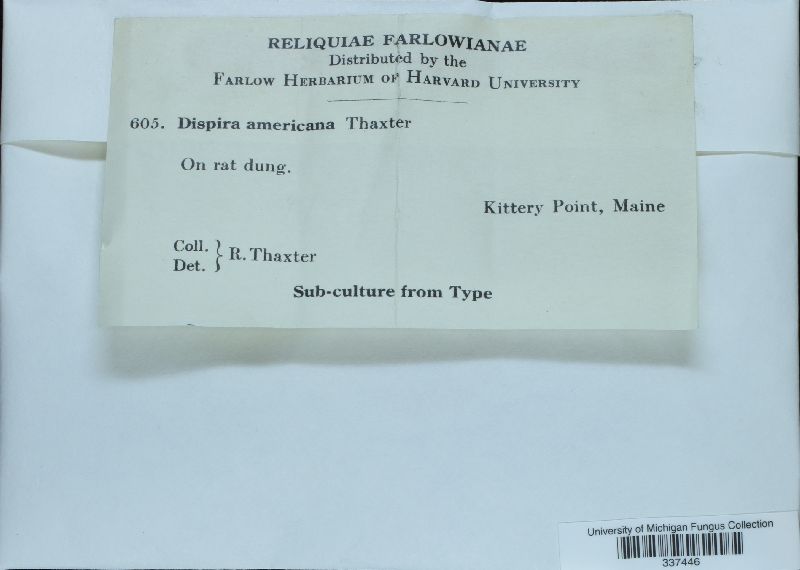 RELIQUIAE FARLOWIANAE
Distributed by the
FARLOW HERBARIUM OF HARVARD UNIVERSITY
605. Dispira americana Thaxter
On rat dung.
Kittery Point, Maine
Coll.
Det. } R. Thaxter
Sub-culture from Type
University of Michigan Fungus Collection
337446